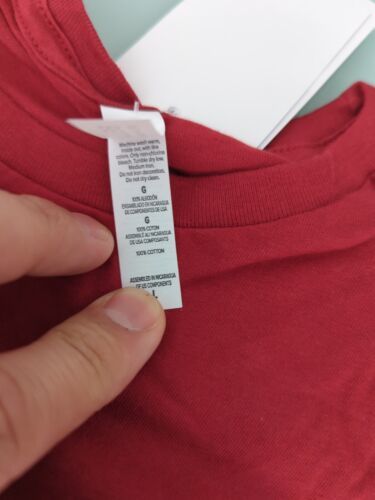 Machine wash warm,
inside out, with like
colors. Only non-chlorine
bleach. Tumble dry low.
Medium iron.
Do not iron decoration.
Do not dry clean.
G
100% ALGODÓN
ENSAMBLADO EN NICARAGUA
DE COMPONENTES DE USA
G
100% COTON
ASSEMBLÉ AU NICARAGUA
DE USA COMPOSANTS
100% COTTON
ASSEMBLED IN NICARAGUA
OF US COMPONENTS
L